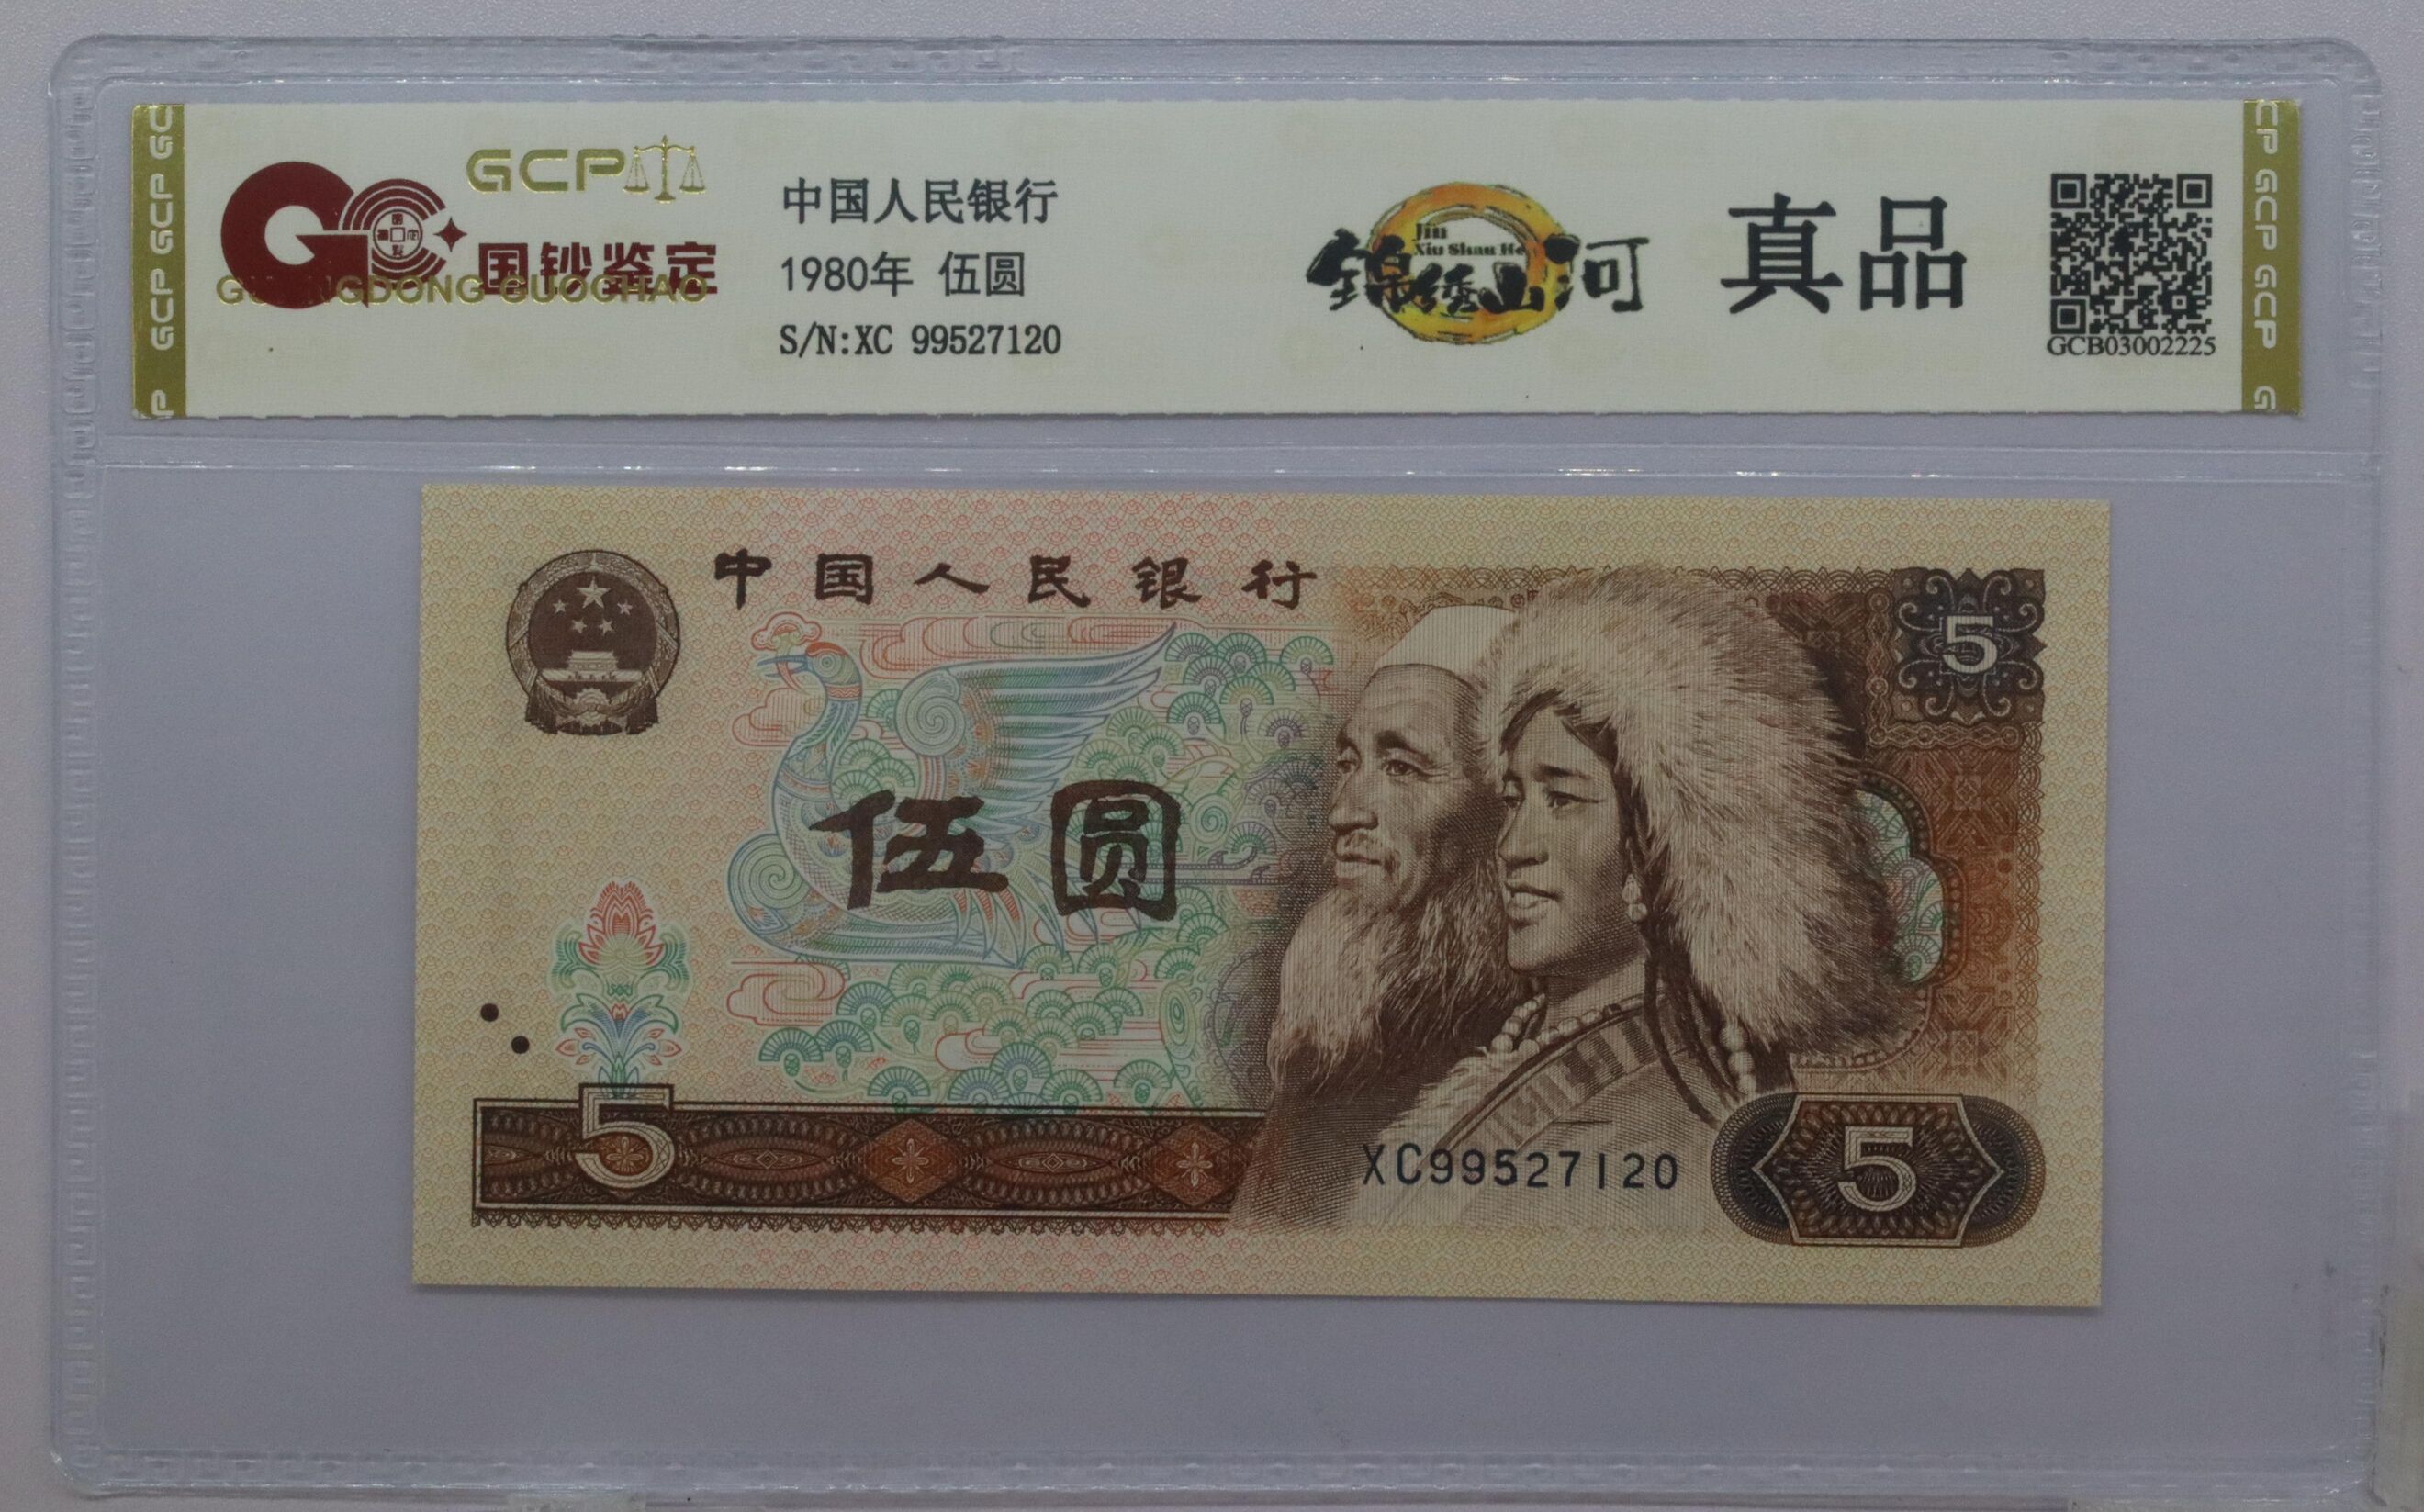 GCP GCP GC
GCP
国钞鉴定
GUANGDONG GUOCHAO
中国人民银行
1980年 伍圆
S/N:XC 99527120
Jin
Xiu Shan He
锦绣山河
真品
GCB03002225
CP GCP GCP G
中国人民银行
5
伍圆
5
XC99527120
5